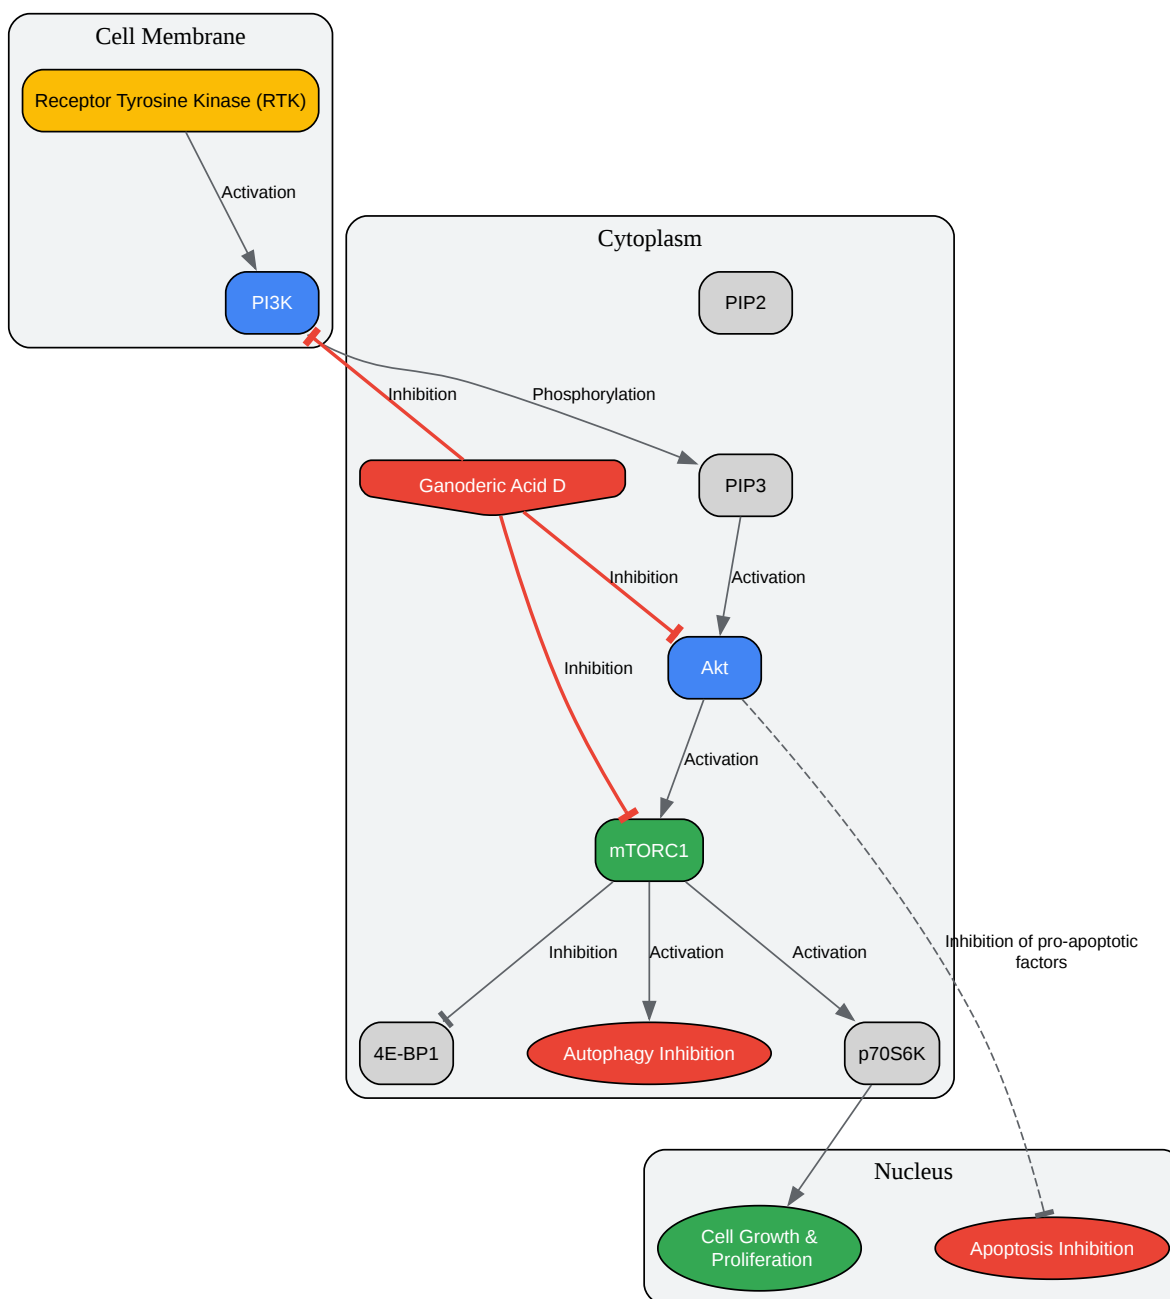 Cell Membrane
Receptor Tyrosine Kinase (RTK)
Activation
Cytoplasm
PI3K
PIP2
Inhibition
Phosphorylation
Ganoderic Acid D
PIP3
Inhibition
Activation
Inhibition
Akt
Activation
mTORC1
Inhibition of pro-apoptotic
factors
Inhibition
Activation
Activation
4E-BP1
Autophagy Inhibition
p70S6K
Nucleus
Cell Growth &
Proliferation
Apoptosis Inhibition